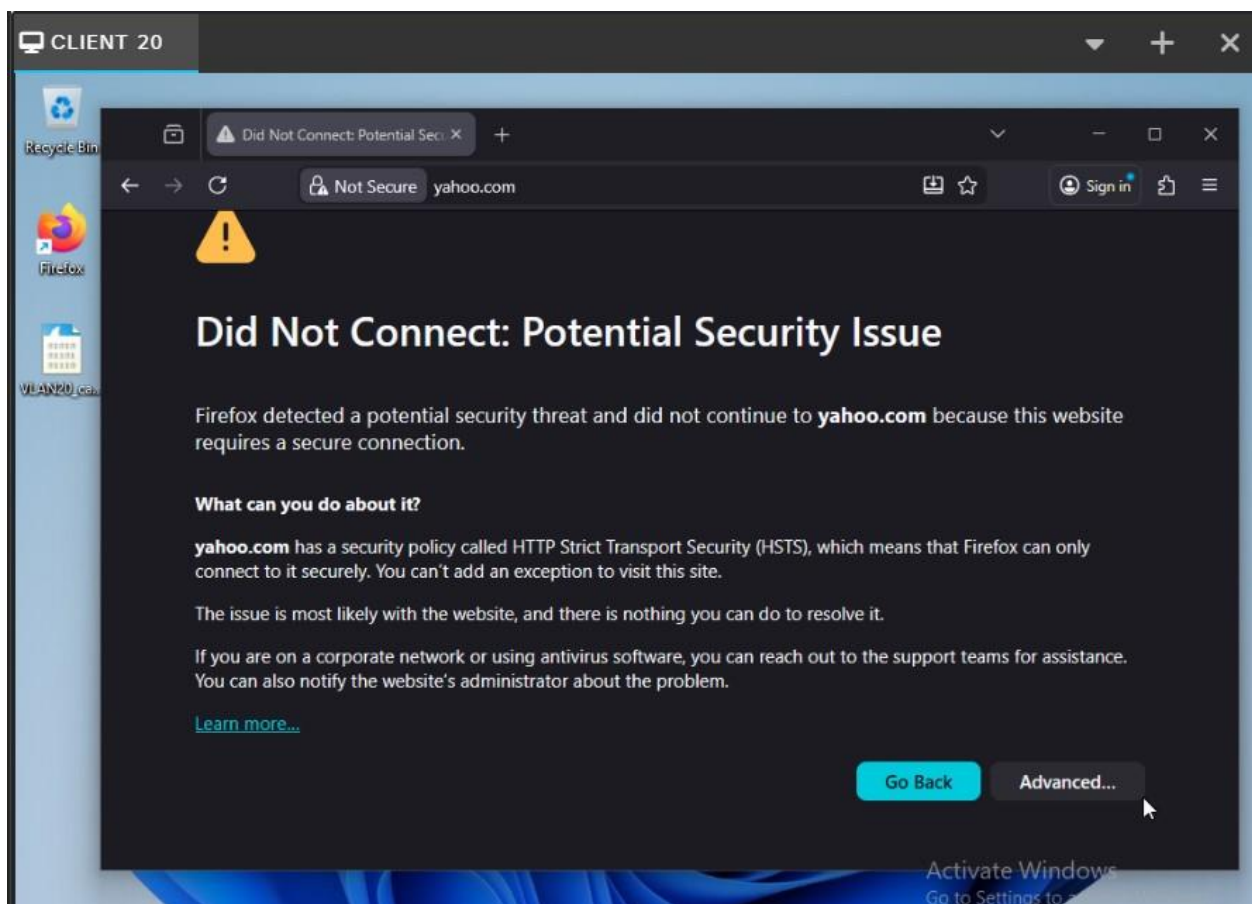 CLIENT 20
Recycle Bin
Did Not Connect: Potential Sec
Not Secure yahoo.com
Sign in
Firefox
Did Not Connect: Potential Security Issue
VLAN20_ca...
Firefox detected a potential security threat and did not continue to yahoo.com because this website
requires a secure connection.
What can you do about it?
yahoo.com has a security policy called HTTP Strict Transport Security (HSTS), which means that Firefox can only
connect to it securely. You can't add an exception to visit this site.
The issue is most likely with the website, and there is nothing you can do to resolve it.
If you are on a corporate network or using antivirus software, you can reach out to the support teams for assistance.
You can also notify the website's administrator about the problem.
Learn more...
Go Back
Advanced...
Activate Windows
Go to Settings to